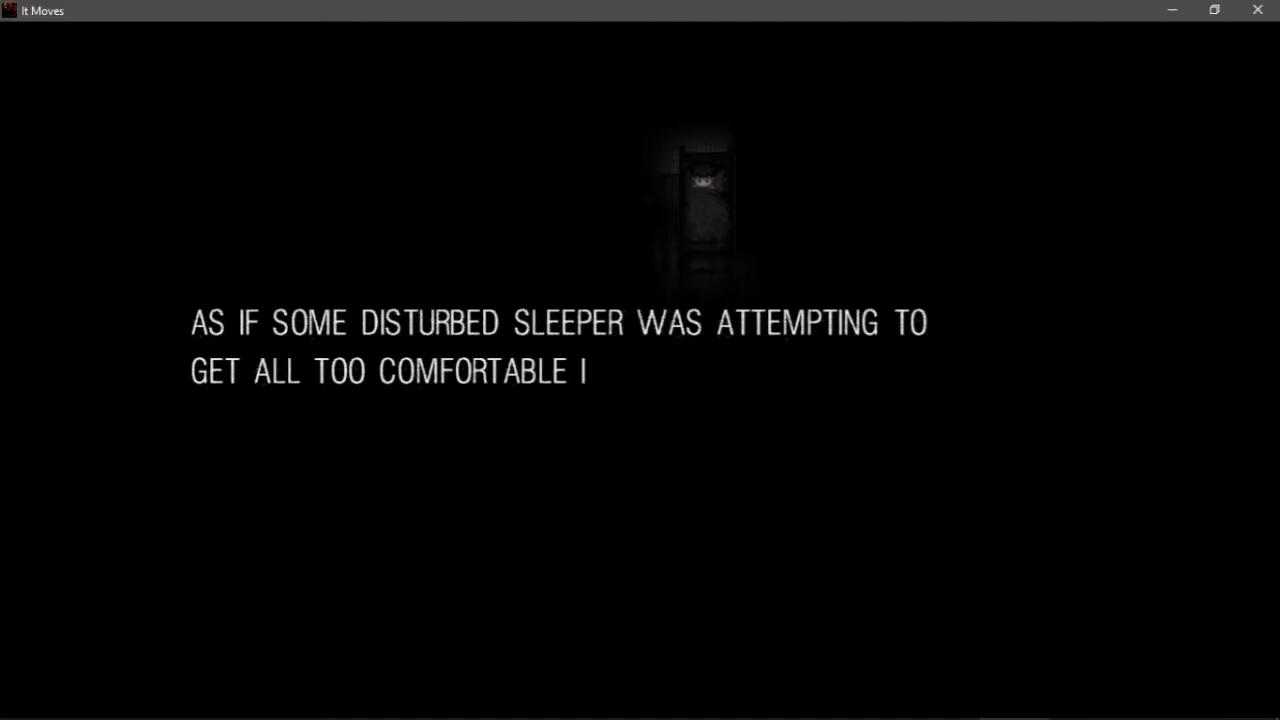 It Moves
AS IF SOME DISTURBED SLEEPER WAS ATTEMPTING TO
GET ALL TOO COMFORTABLE I